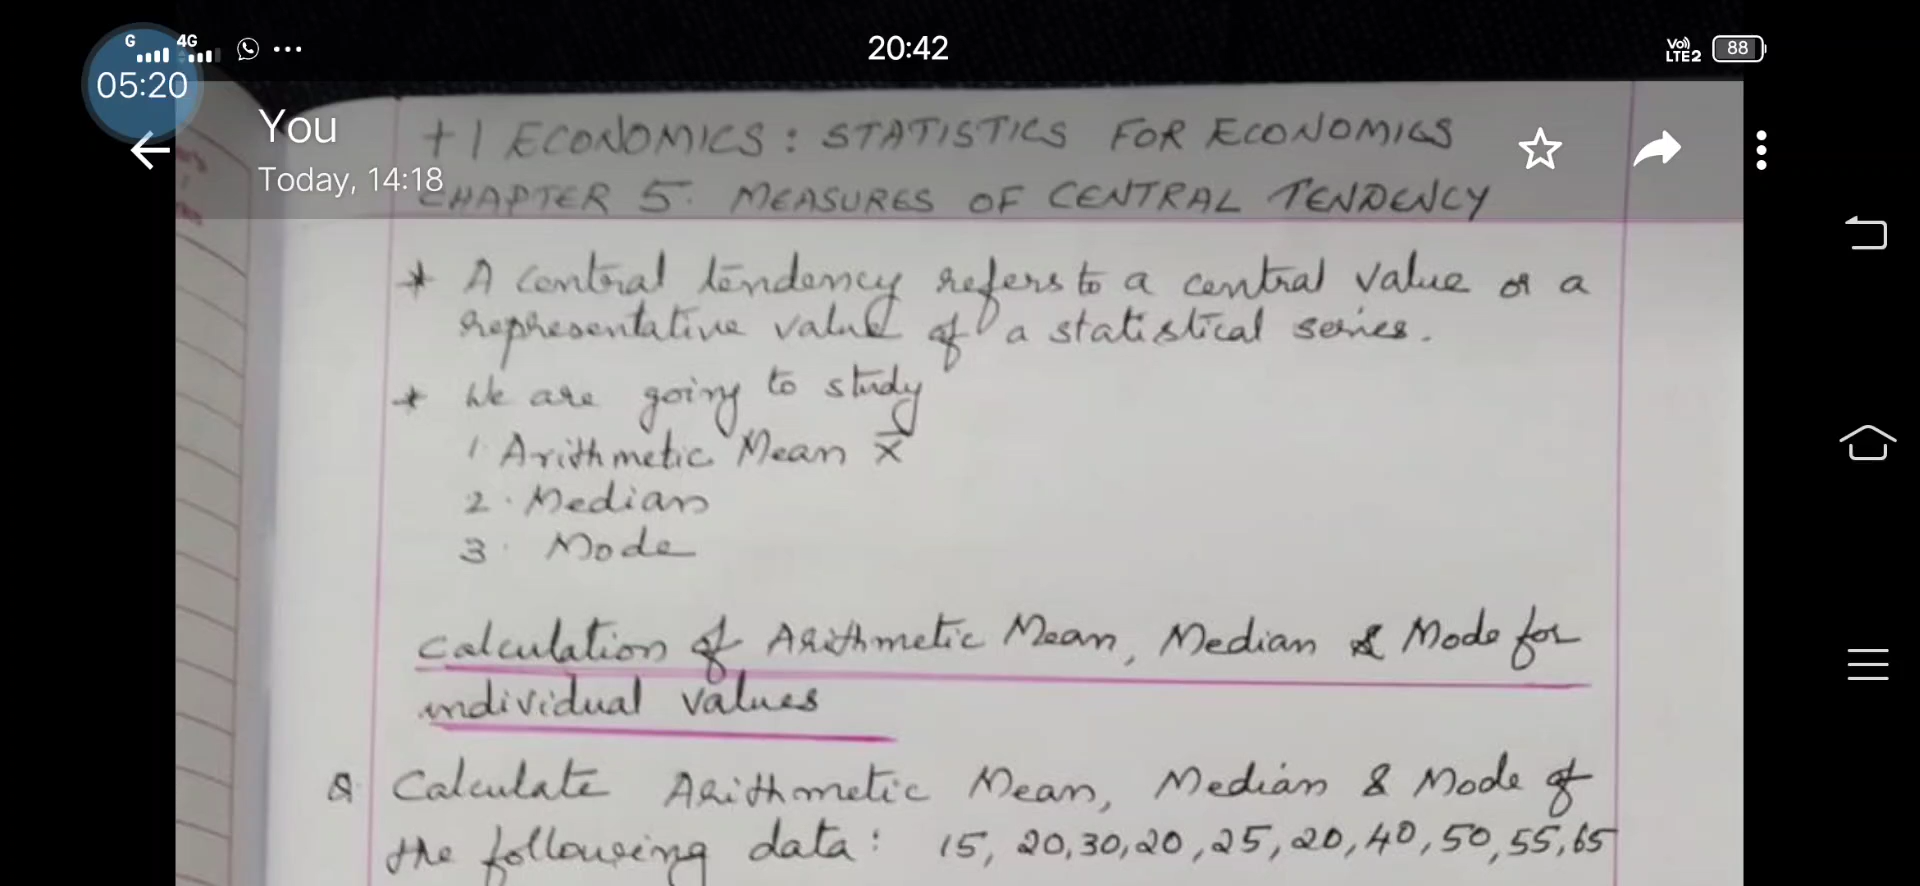 G 4G
20:42
Vo)) LTE2 88
05:20
You
Today, 14:18
+1 ECONOMICS: STATISTICS FOR ECONOMICS
CHAPTER 5. MEASURES OF CENTRAL TENDENCY
* A central tendency refers to a central value or a
representative value of a statistical series.
* We are going to study
1. Arithmetic Mean x̄
2. Median
3. Mode
Calculation of Arithmetic Mean, Median & Mode for
individual values
Q. Calculate Arithmetic Mean, Median & Mode of
the following data: 15, 20, 30, 20, 25, 20, 40, 50, 55, 65